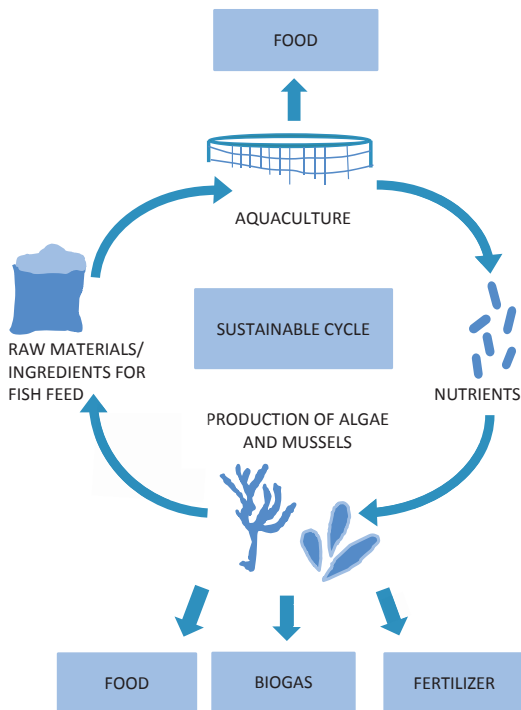 FOOD
AQUACULTURE
SUSTAINABLE CYCLE
RAW MATERIALS/
INGREDIENTS FOR
FISH FEED
NUTRIENTS
PRODUCTION OF ALGAE
AND MUSSELS
FOOD
BIOGAS
FERTILIZER